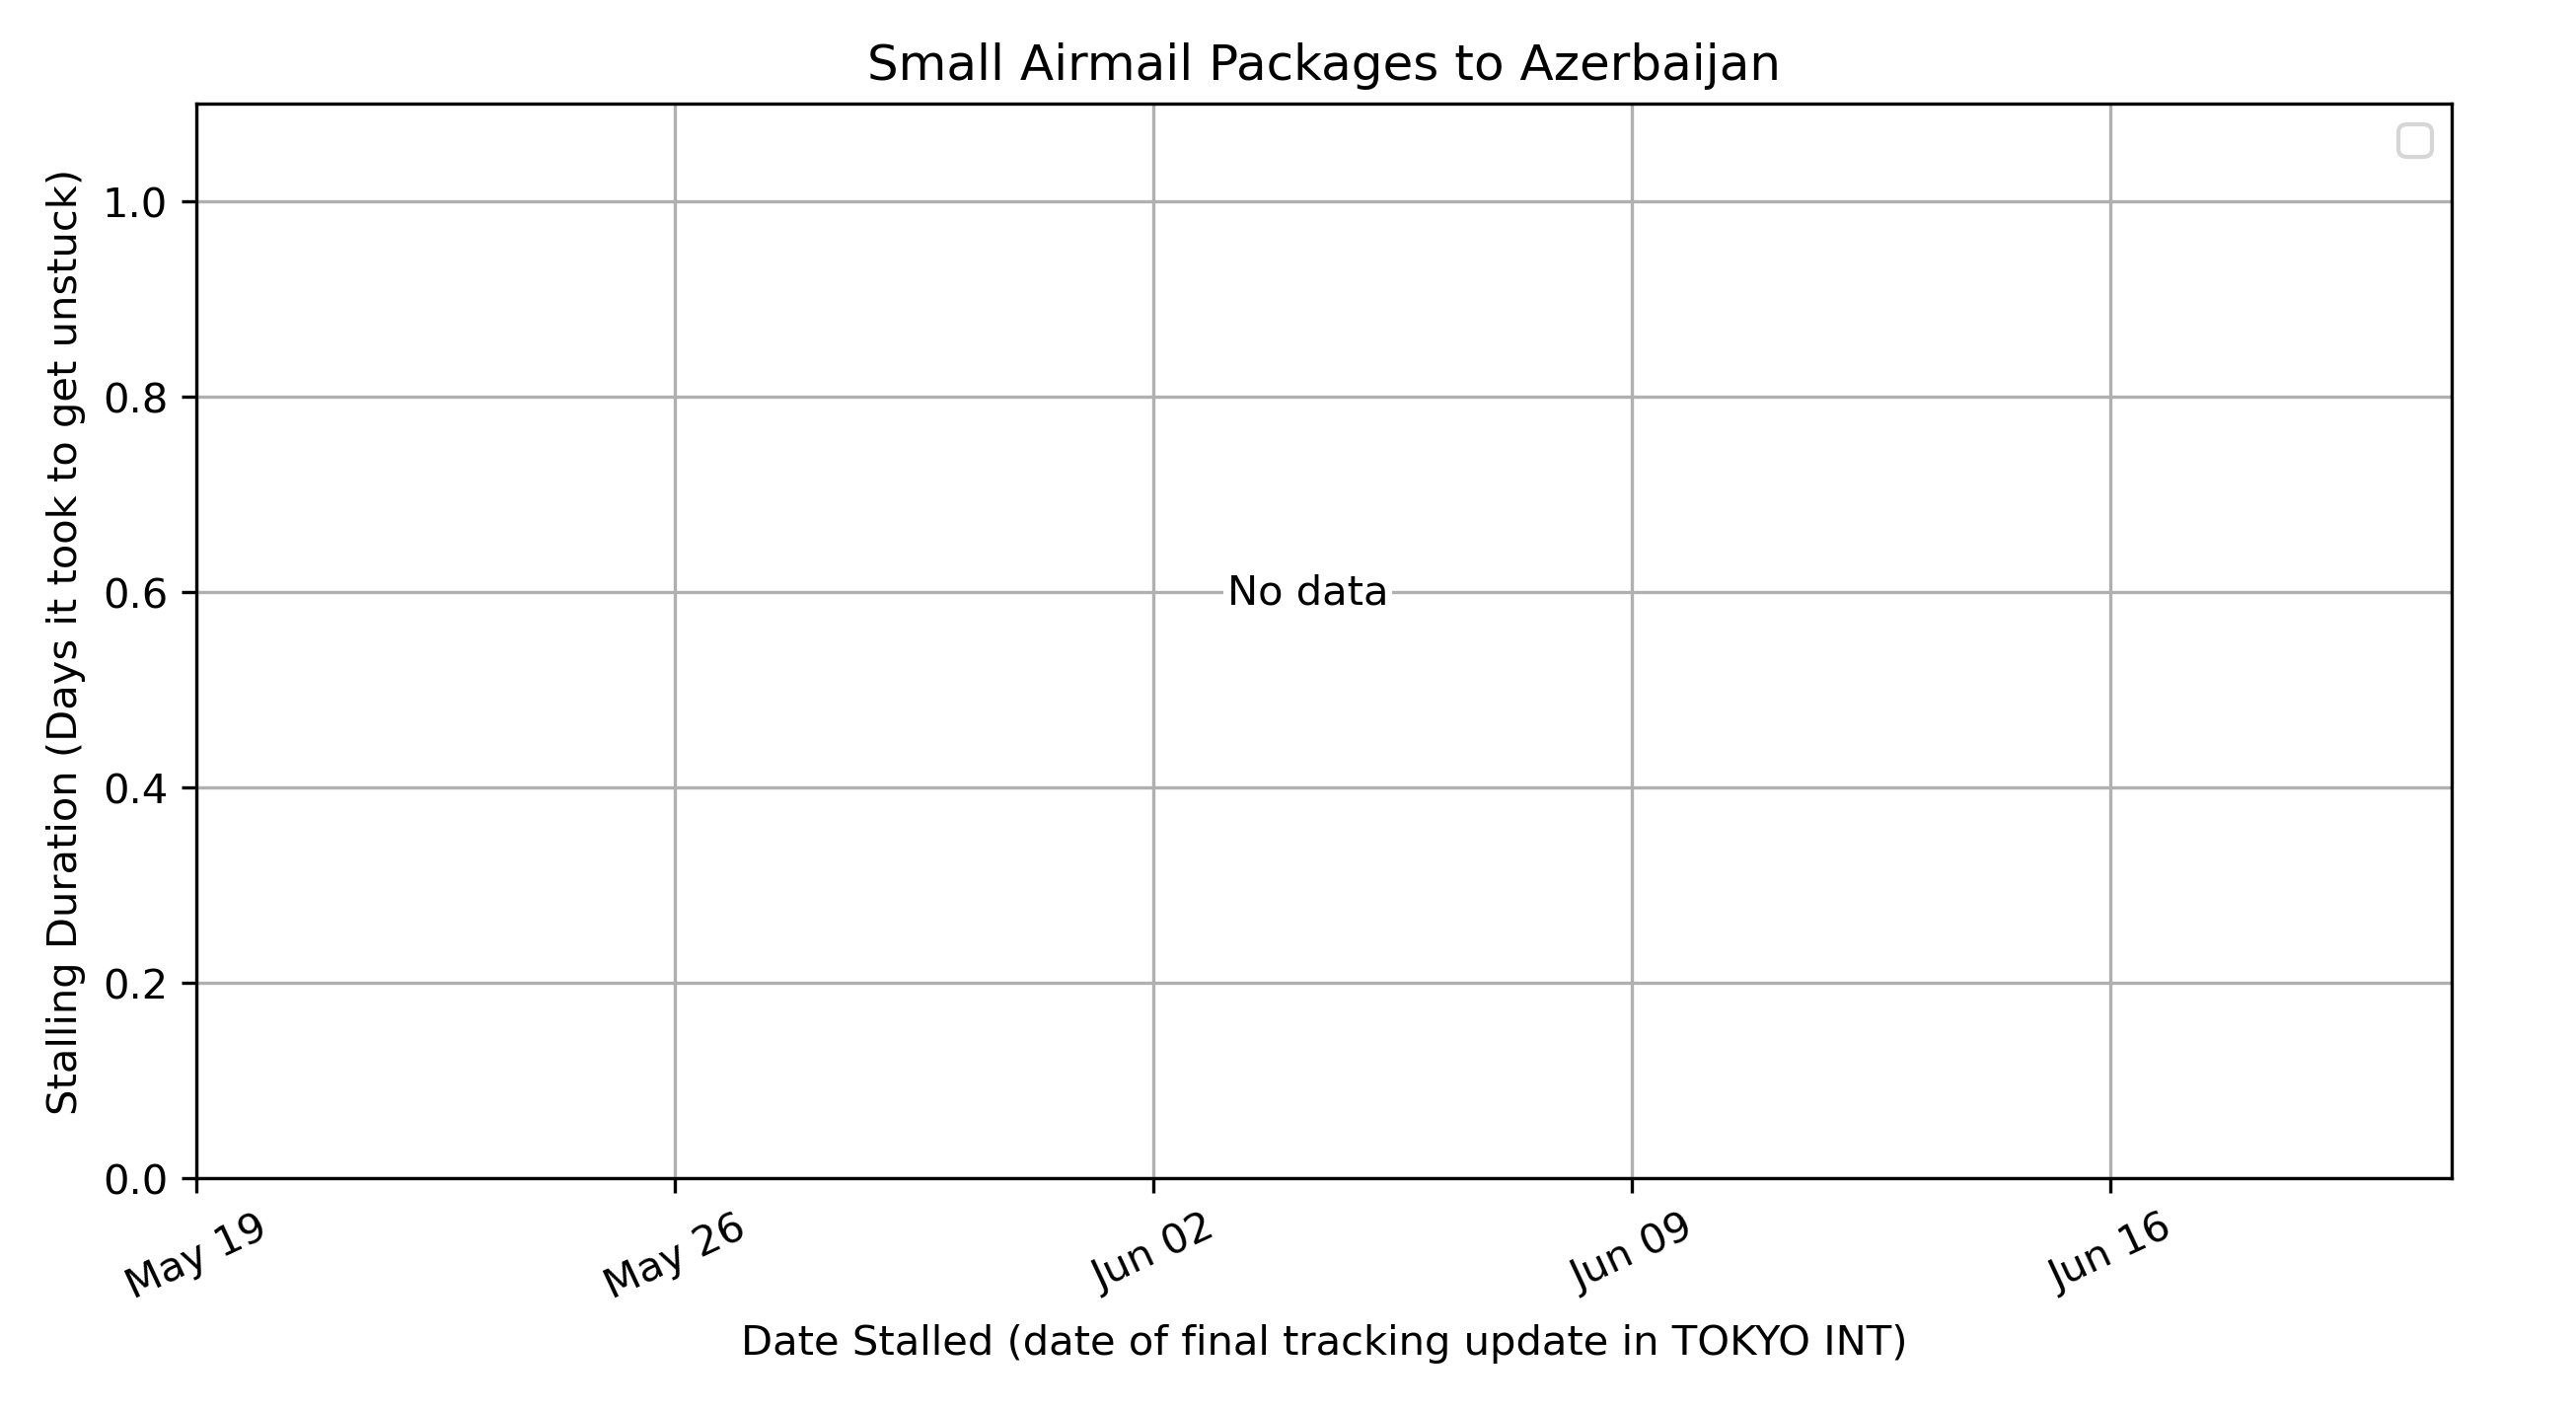 Small Airmail Packages to Azerbaijan
Stalling Duration (Days it took to get unstuck)
1.0
0.8
0.6
0.4
0.2
0.0
No data
May 19
May 26
Jun 02
Jun 09
Jun 16
Date Stalled (date of final tracking update in TOKYO INT)